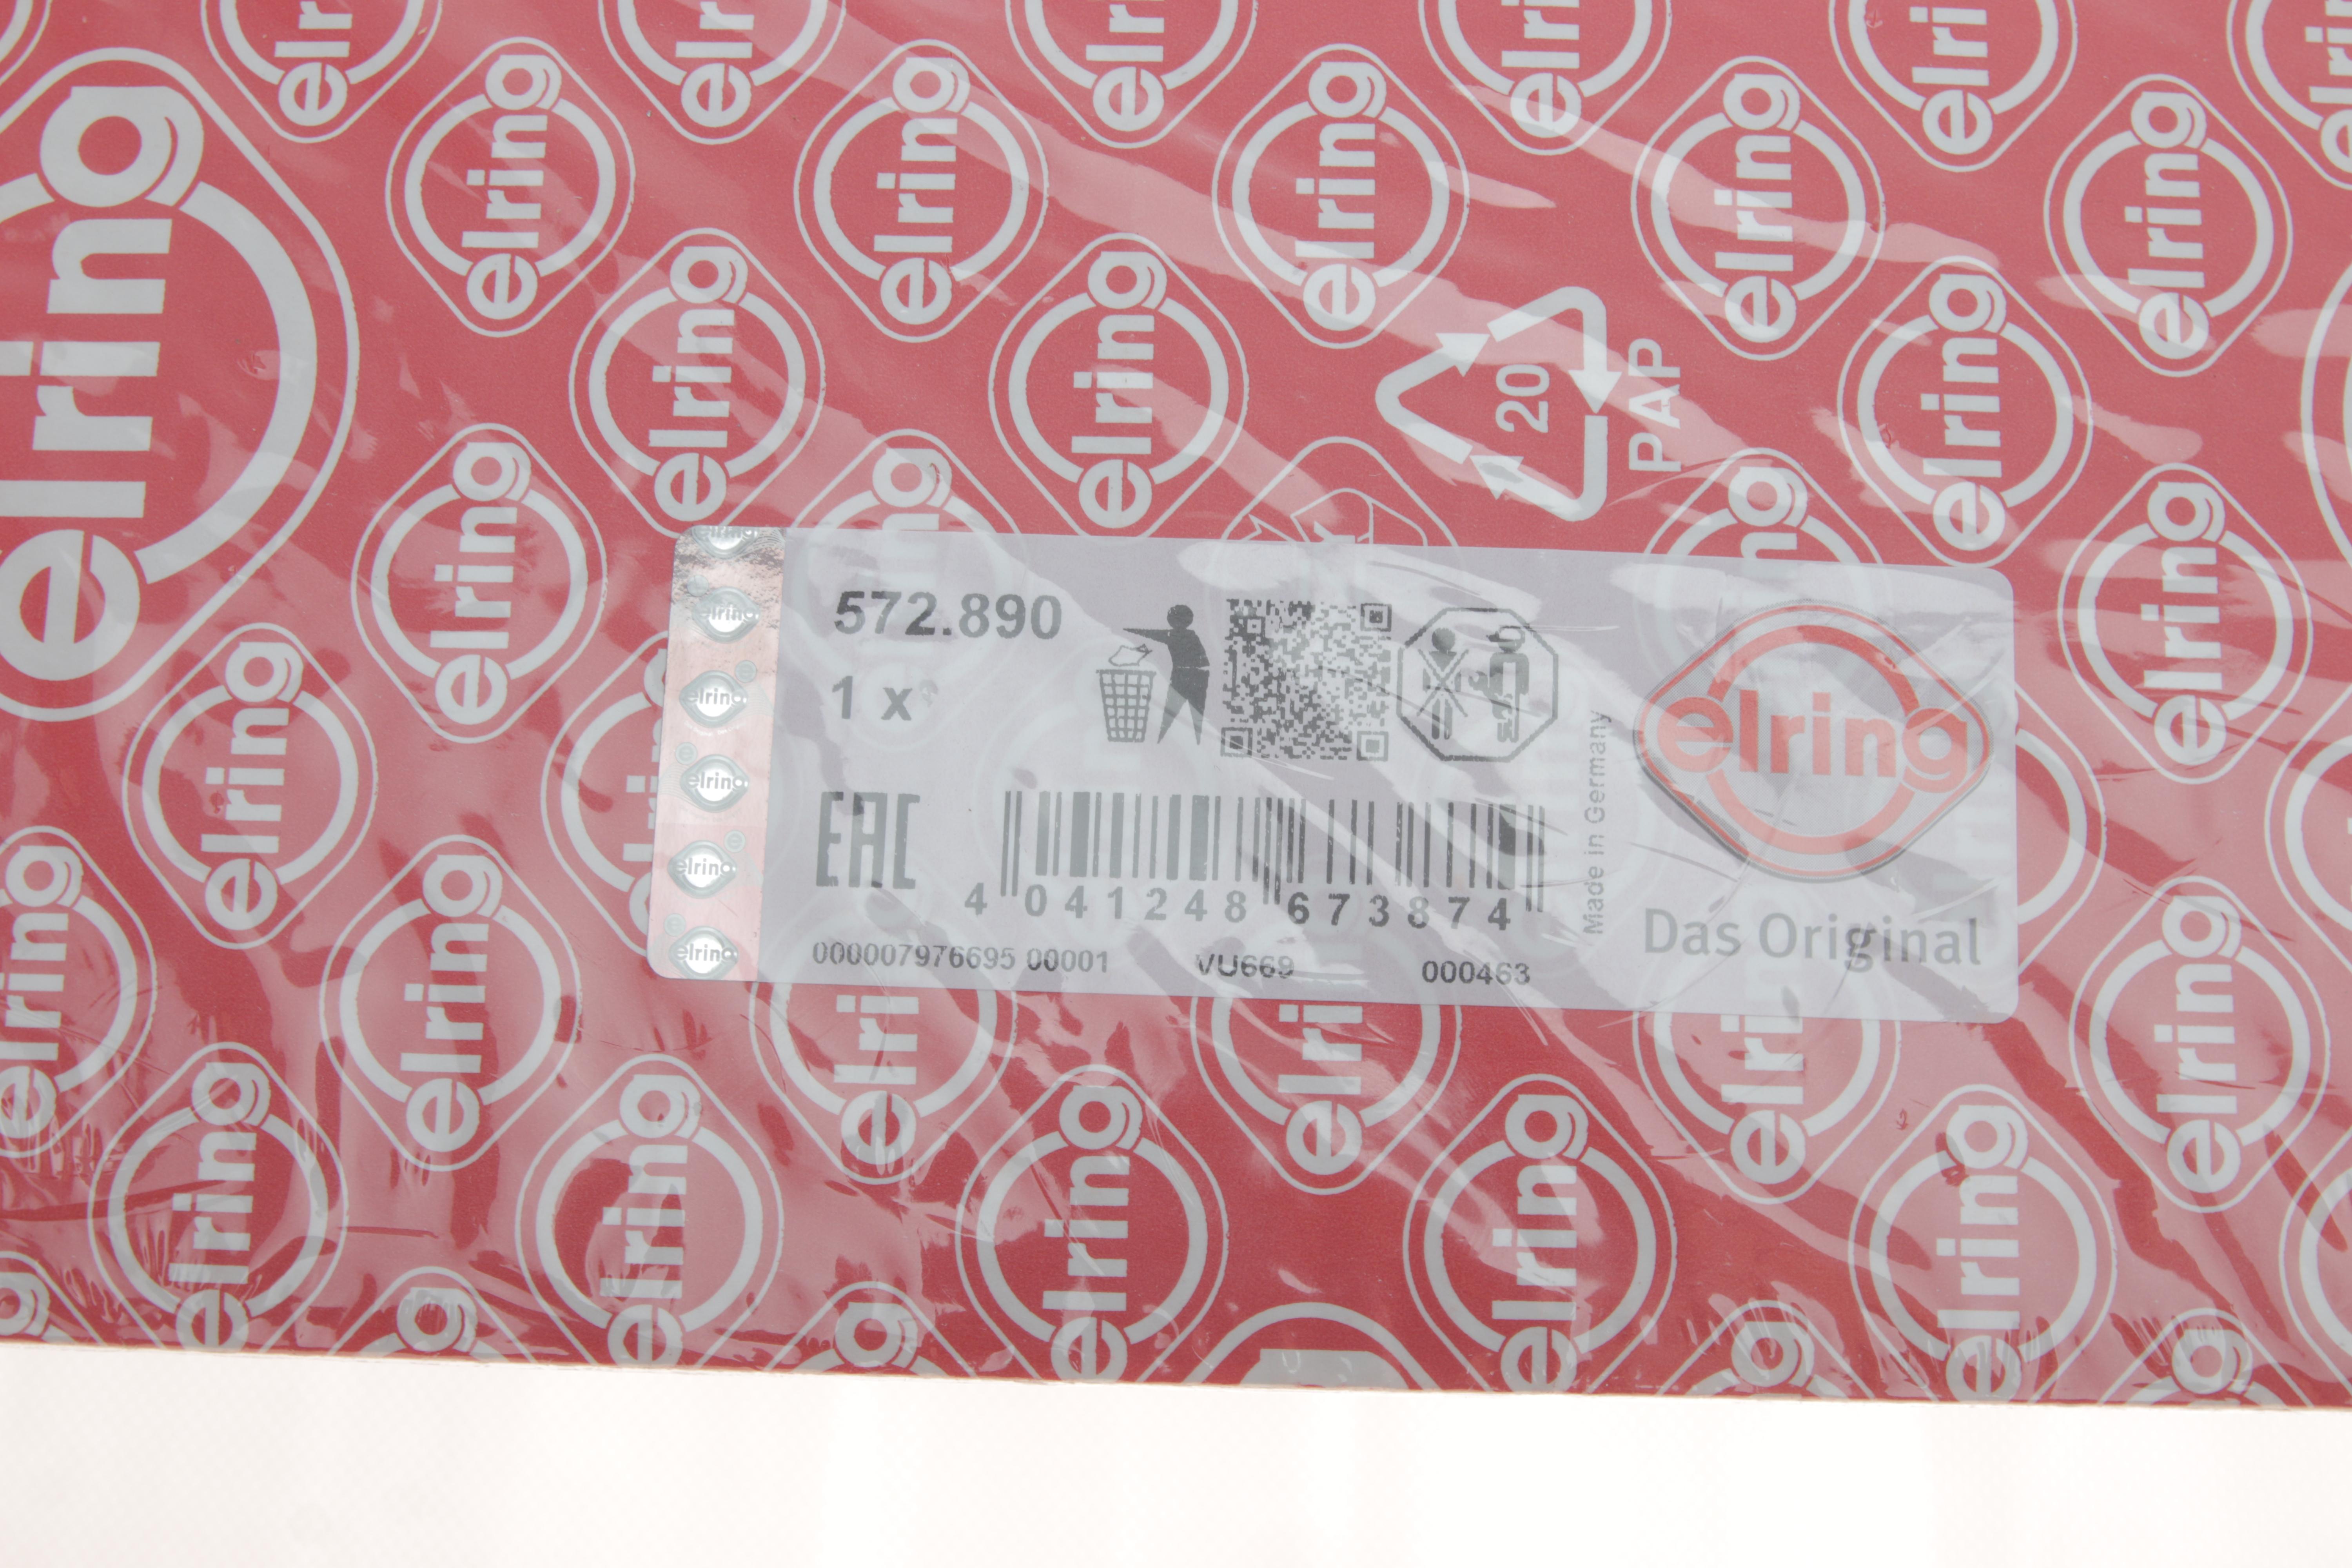 elring
20
PAP
572.890
1 x
EAC
4 041248 673874
000007976695 00001 VU669 000463
Made in Germany
elring
Das Original